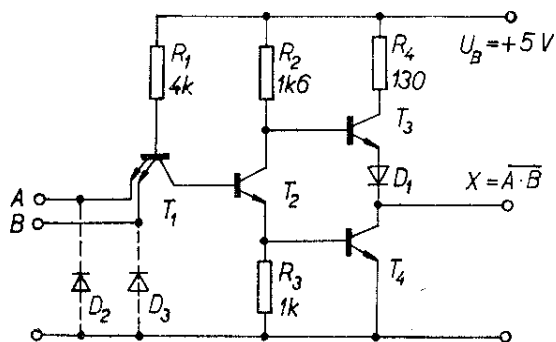 R1
4k
R2
1k6
R4
130
UB = +5 V
T3
D1
X = A·B
A
B
T1
T2
T4
D2
D3
R3
1k